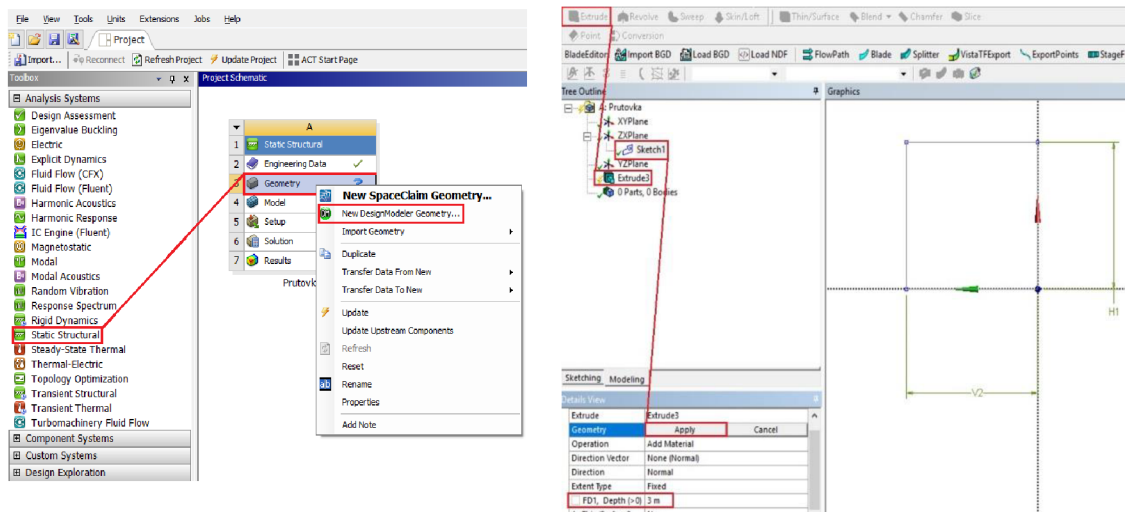 File View Tools Units Extensions Jobs Help
Project
Import... Reconnect Refresh Project Update Project ACT Start Page
Toolbox
Project Schematic
Analysis Systems
Design Assessment
Eigenvalue Buckling
Electric
Explicit Dynamics
Fluid Flow (CFX)
Fluid Flow (Fluent)
Harmonic Acoustics
Harmonic Response
IC Engine (Fluent)
Magnetostatic
Modal
Modal Acoustics
Random Vibration
Response Spectrum
Rigid Dynamics
Static Structural
Steady-State Thermal
Thermal-Electric
Topology Optimization
Transient Structural
Transient Thermal
Turbomachinery Fluid Flow
Component Systems
Custom Systems
Design Exploration
A
1 Static Structural
2 Engineering Data
3 Geometry
4 Model
5 Setup
6 Solution
7 Results
New SpaceClaim Geometry...
New DesignModeler Geometry...
Import Geometry
Duplicate
Transfer Data From New
Transfer Data To New
Update
Update Upstream Components
Refresh
Reset
Rename
Properties
Add Note
Extrude Revolve Sweep Skin/Loft Thin/Surface Blend Chamfer Slice
Point Conversion
BladeEditor: Import BGD Load BGD Load NDF FlowPath Blade Splitter VistaTFExport ExportPoints
Tree Outline
Graphics
A: Prutovka
XYPlane
ZXPlane
Sketch1
YZPlane
Extrude3
0 Parts, 0 Bodies
H1
V2
Sketching Modeling
Details View
Extrude Extrude3
Geometry Apply Cancel
Operation Add Material
Direction Vector None (Normal)
Direction Normal
Extent Type Fixed
FD1, Depth (>0) 3 m